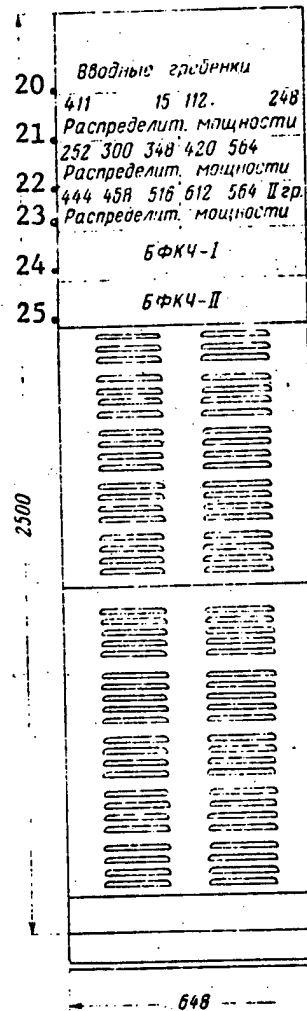 Вводные гребенки
20
411 15 112. 248
Распределит. мощности
21
252 300 348 420 564
Распределит. мощности
22
444 468 516 612 564 II гр.
23
Распределит. мощности
БФКЧ-I
24
БФКЧ-II
25
2500
648